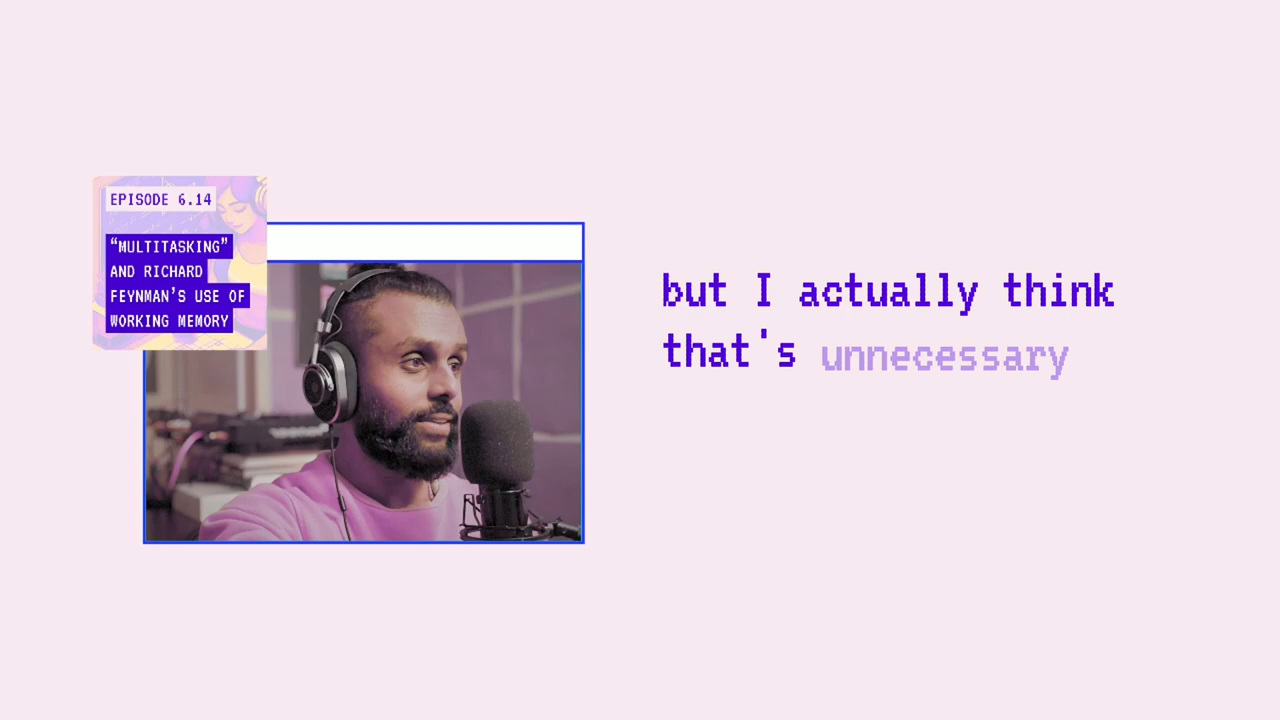 EPISODE 6.14
“MULTITASKING”
AND RICHARD
FEYNMAN’S USE OF
WORKING MEMORY
but I actually think
that's unnecessary